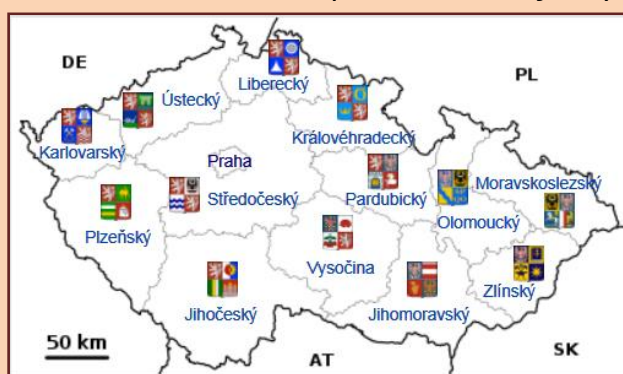 DE
PL
Liberecký
Ústecký
Karlovarský
Královéhradecký
Praha
Středočeský
Pardubický
Moravskoslezský
Olomoucký
Plzeňský
Vysočina
Zlínský
Jihočeský
Jihomoravský
50 km
AT
SK